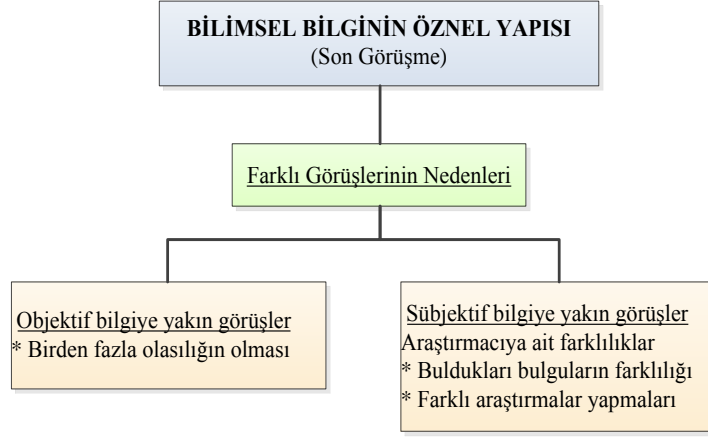 BİLİMSEL BİLGİNİN ÖZNEL YAPISI
(Son Görüşme)
Farklı Görüşlerinin Nedenleri
Objektif bilgiye yakın görüşler
* Birden fazla olasılığın olması
Sübjektif bilgiye yakın görüşler
Araştırmacıya ait farklılıklar
* Buldukları bulguların farklılığı
* Farklı araştırmalar yapmaları